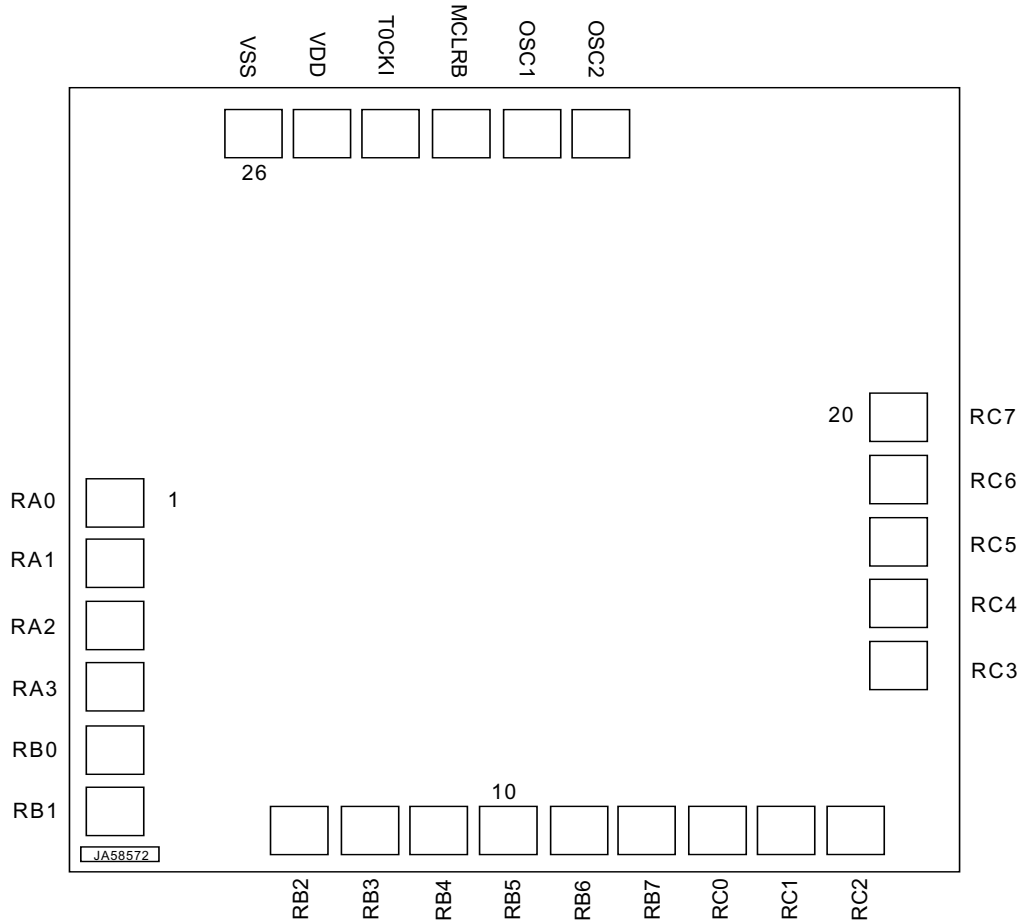 VSS
VDD
T0CKI
MCLRB
OSC1
OSC2
26
20
RC7
RC6
RA0
1
RC5
RA1
RC4
RA2
RC3
RA3
RB0
10
RB1
JA58572
RB2
RB3
RB4
RB5
RB6
RB7
RC0
RC1
RC2